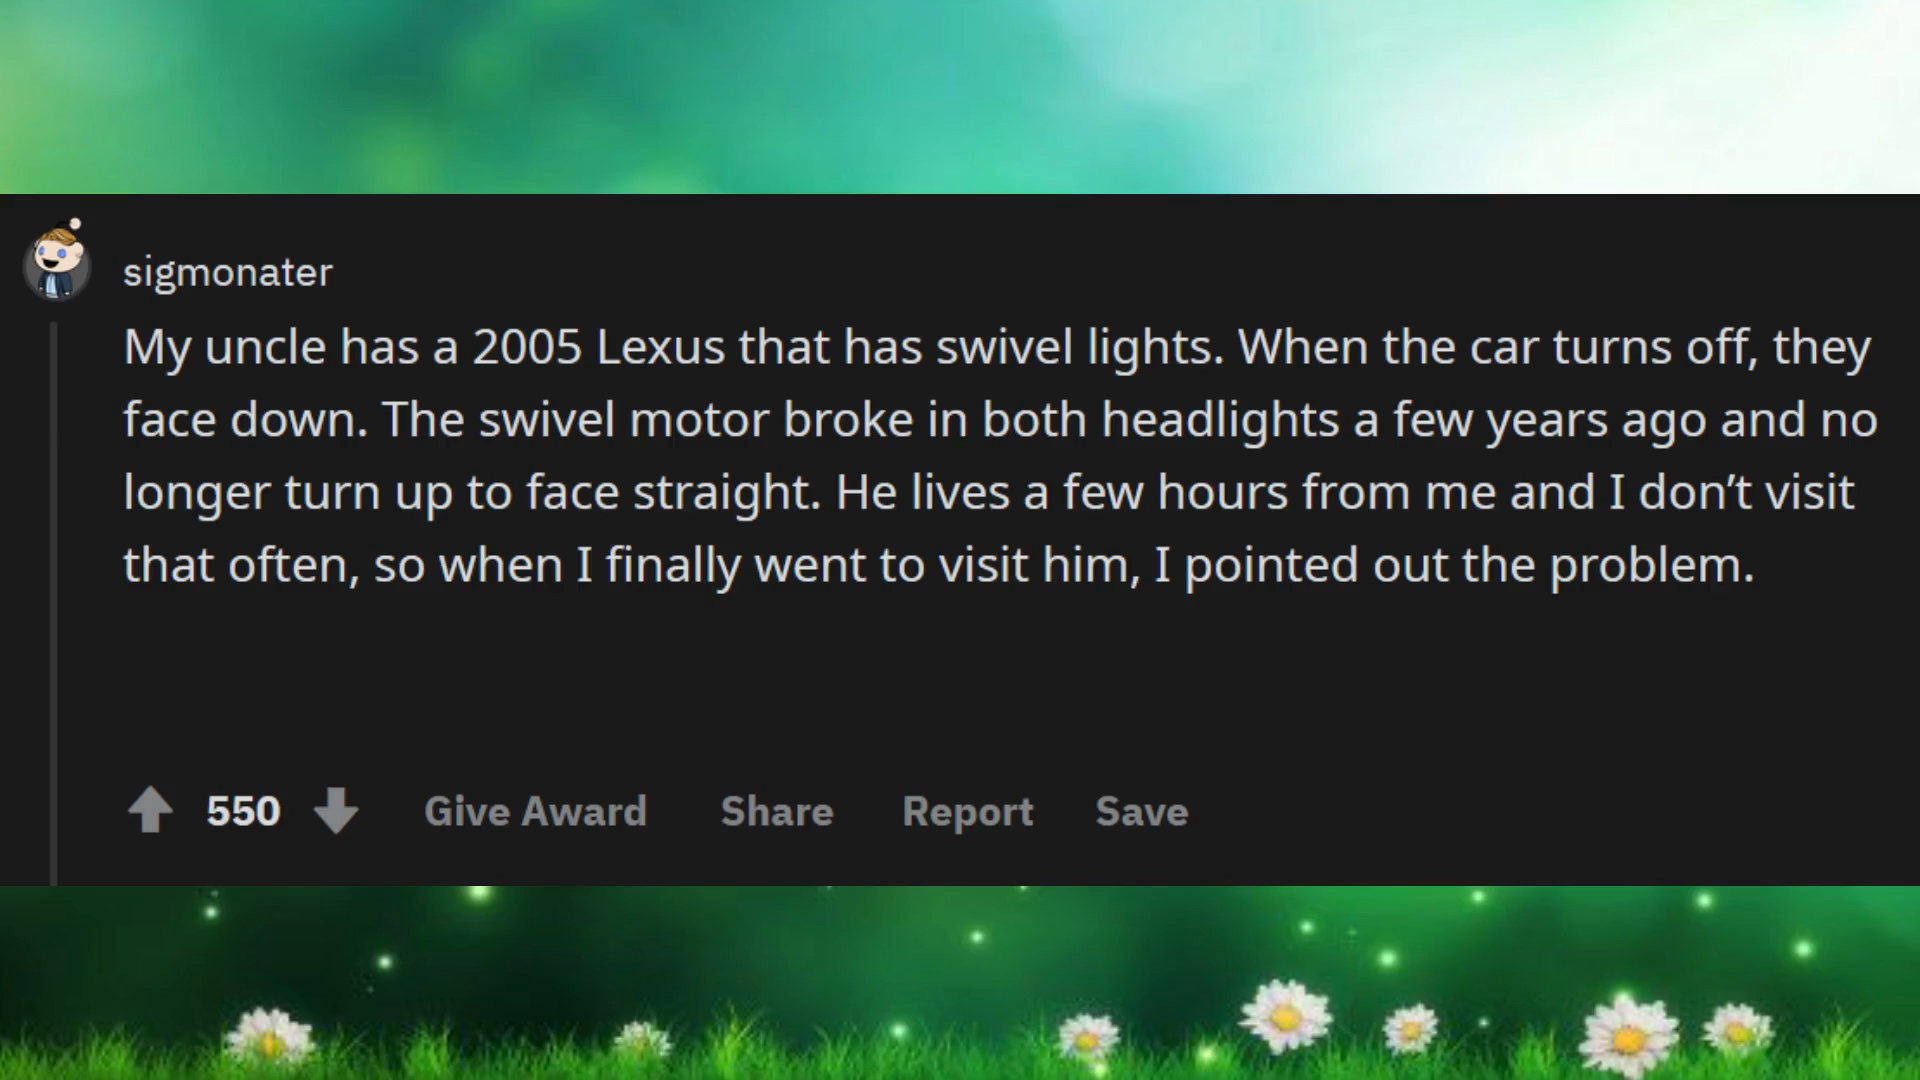 sigmonater
My uncle has a 2005 Lexus that has swivel lights. When the car turns off, they
face down. The swivel motor broke in both headlights a few years ago and no
longer turn up to face straight. He lives a few hours from me and I don’t visit
that often, so when I finally went to visit him, I pointed out the problem.
550 Give Award Share Report Save